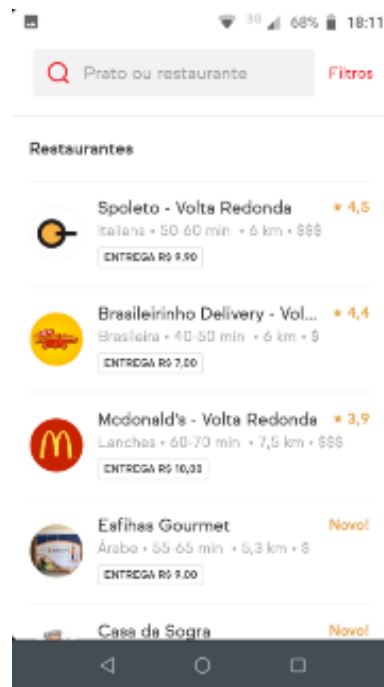 3G 68% 18:11
Prato ou restaurante Filtros
Restaurantes
Spoleto - Volta Redonda ★ 4,5
Italiana • 50-60 min • 6 km • $$$
ENTREGA R$ 9,90
Brasileirinho Delivery - Vol... ★ 4,4
Brasileira • 40-50 min • 6 km • $
ENTREGA R$ 7,00
Mcdonald's - Volta Redonda ★ 3,9
Lanches • 60-70 min • 7,5 km • $$$
ENTREGA R$ 10,00
Esfihas Gourmet Novo!
Árabe • 55-65 min • 5,3 km • $
ENTREGA R$ 9,00
Casa da Sogra Novo!